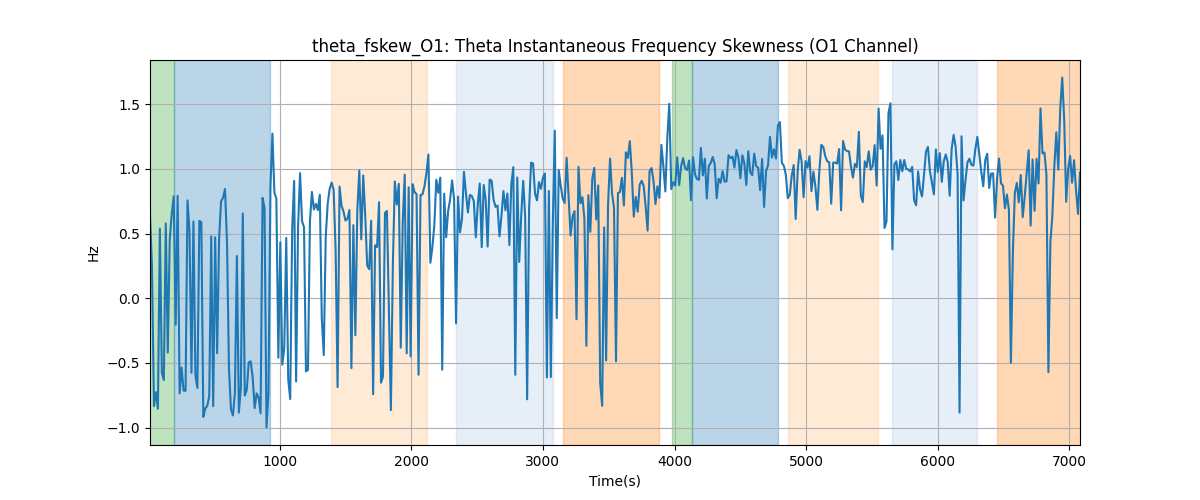 theta_fskew_O1: Theta Instantaneous Frequency Skewness (O1 Channel)
1.5
1.0
0.5
0.0
−0.5
−1.0
Hz
1000 2000 3000 4000 5000 6000 7000
Time(s)